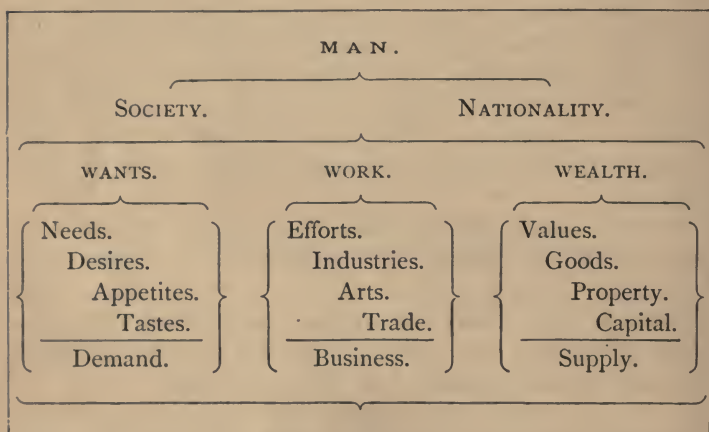 MAN.
SOCIETY. NATIONALITY.
WANTS. WORK. WEALTH.
Needs. Efforts. Values.
Desires. Industries. Goods.
Appetites. Arts. Property.
Tastes. Trade. Capital.
Demand. Business. Supply.